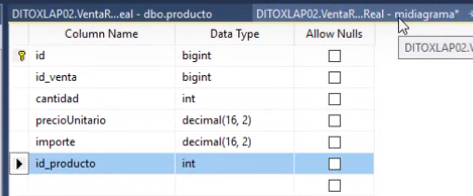 DITOXLAP02.VentaR...eal - dbo.producto DITOXLAP02.VentaR...Real - midiagrama*
Column Name Data Type Allow Nulls
DITOXLAP02.
id bigint
id_venta bigint
cantidad int
precioUnitario decimal(16, 2)
importe decimal(16, 2)
id_producto int